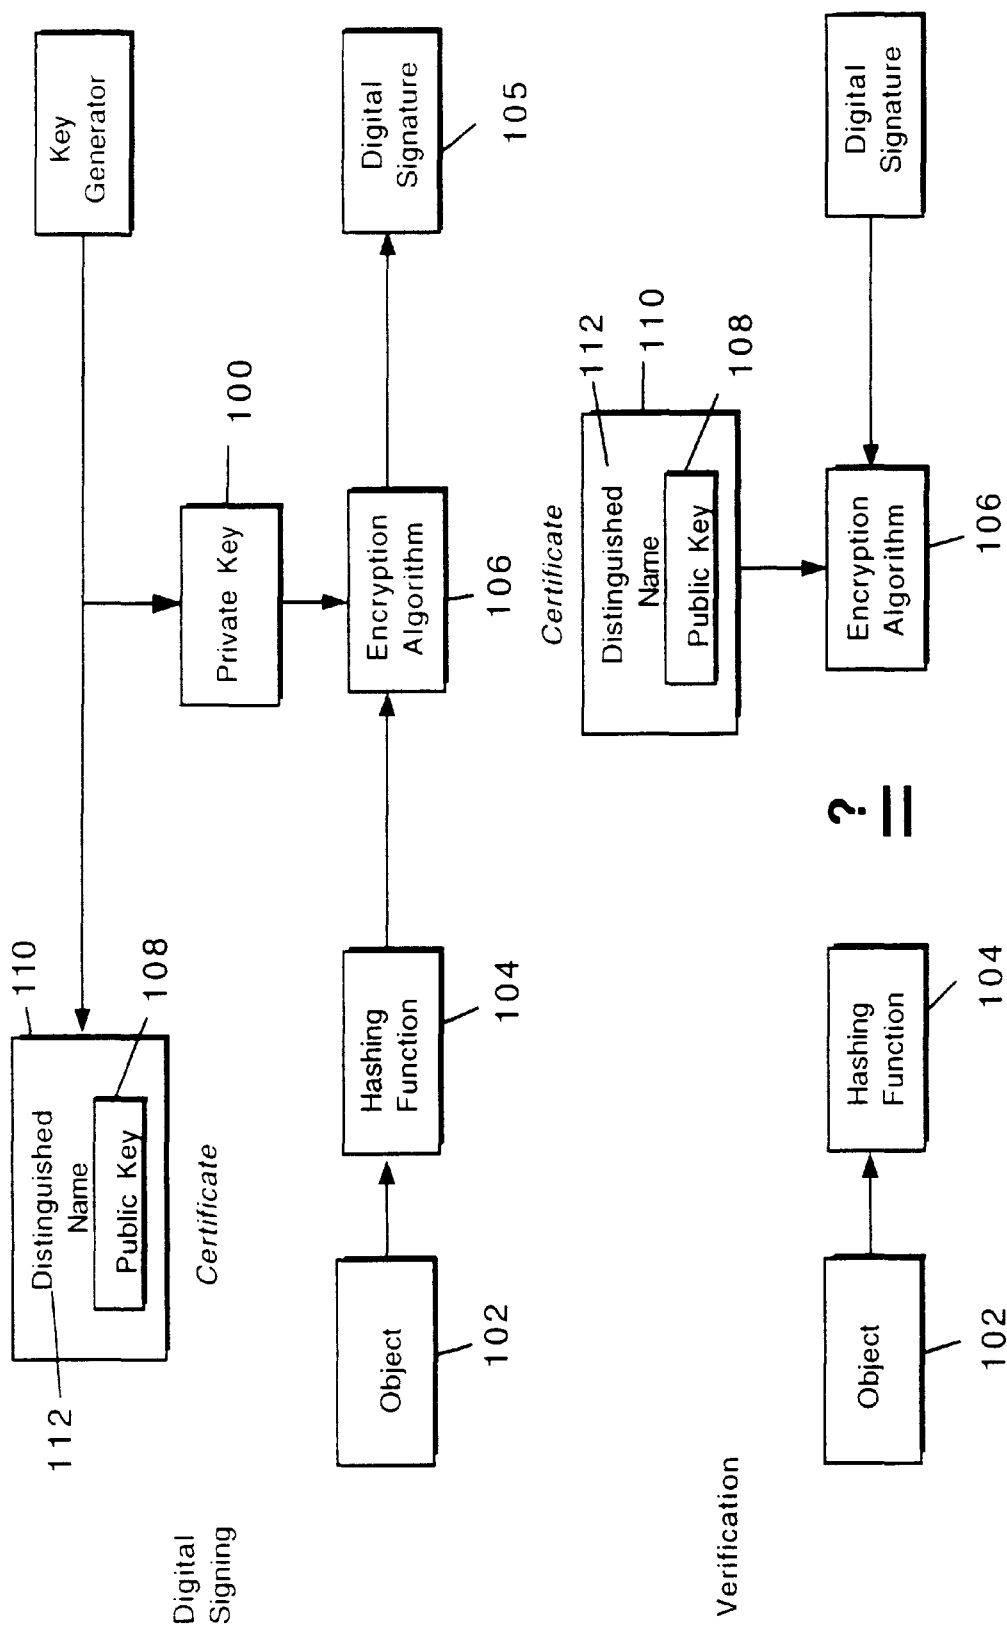 112
Distinguished
Name
Public Key
110
108
Certificate
Key
Generator
Digital
Signing
Private Key
100
Object
102
Hashing
Function
104
Encryption
Algorithm
106
Digital
Signature
105
Verification
Certificate
Distinguished
Name
Public Key
112
110
108
Object
102
Hashing
Function
104
?
=
Encryption
Algorithm
106
Digital
Signature